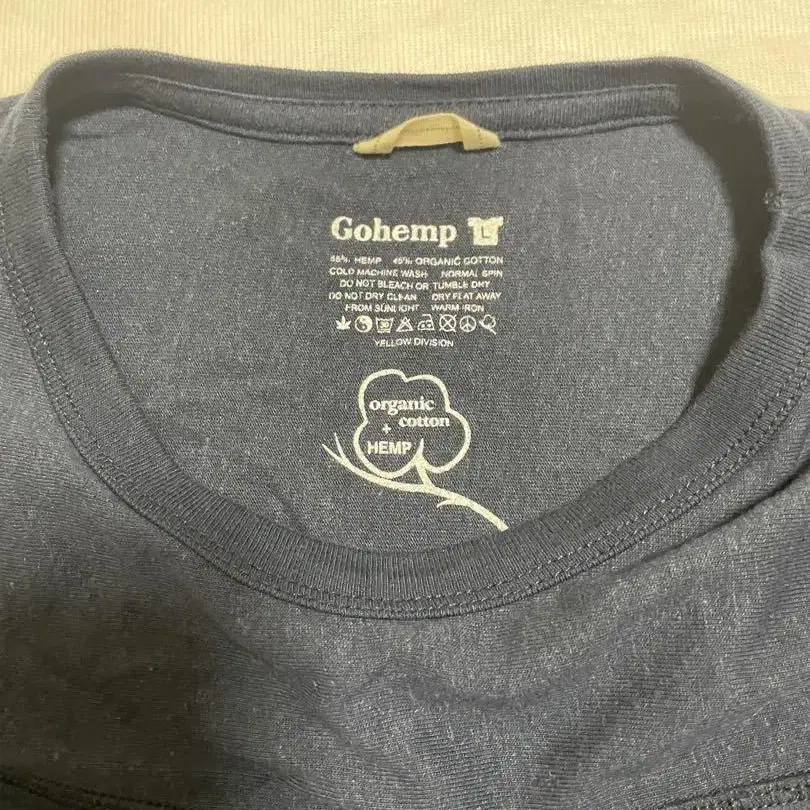 Gohemp L
55% HEMP 45% ORGANIC COTTON
COLD MACHINE WASH NORMAL SPIN
DO NOT BLEACH OR TUMBLE DRY
DO NOT DRY CLEAN DRY FLAT AWAY
FROM SUNLIGHT WARM IRON
30
YELLOW DIVISION
organic
+ cotton
HEMP